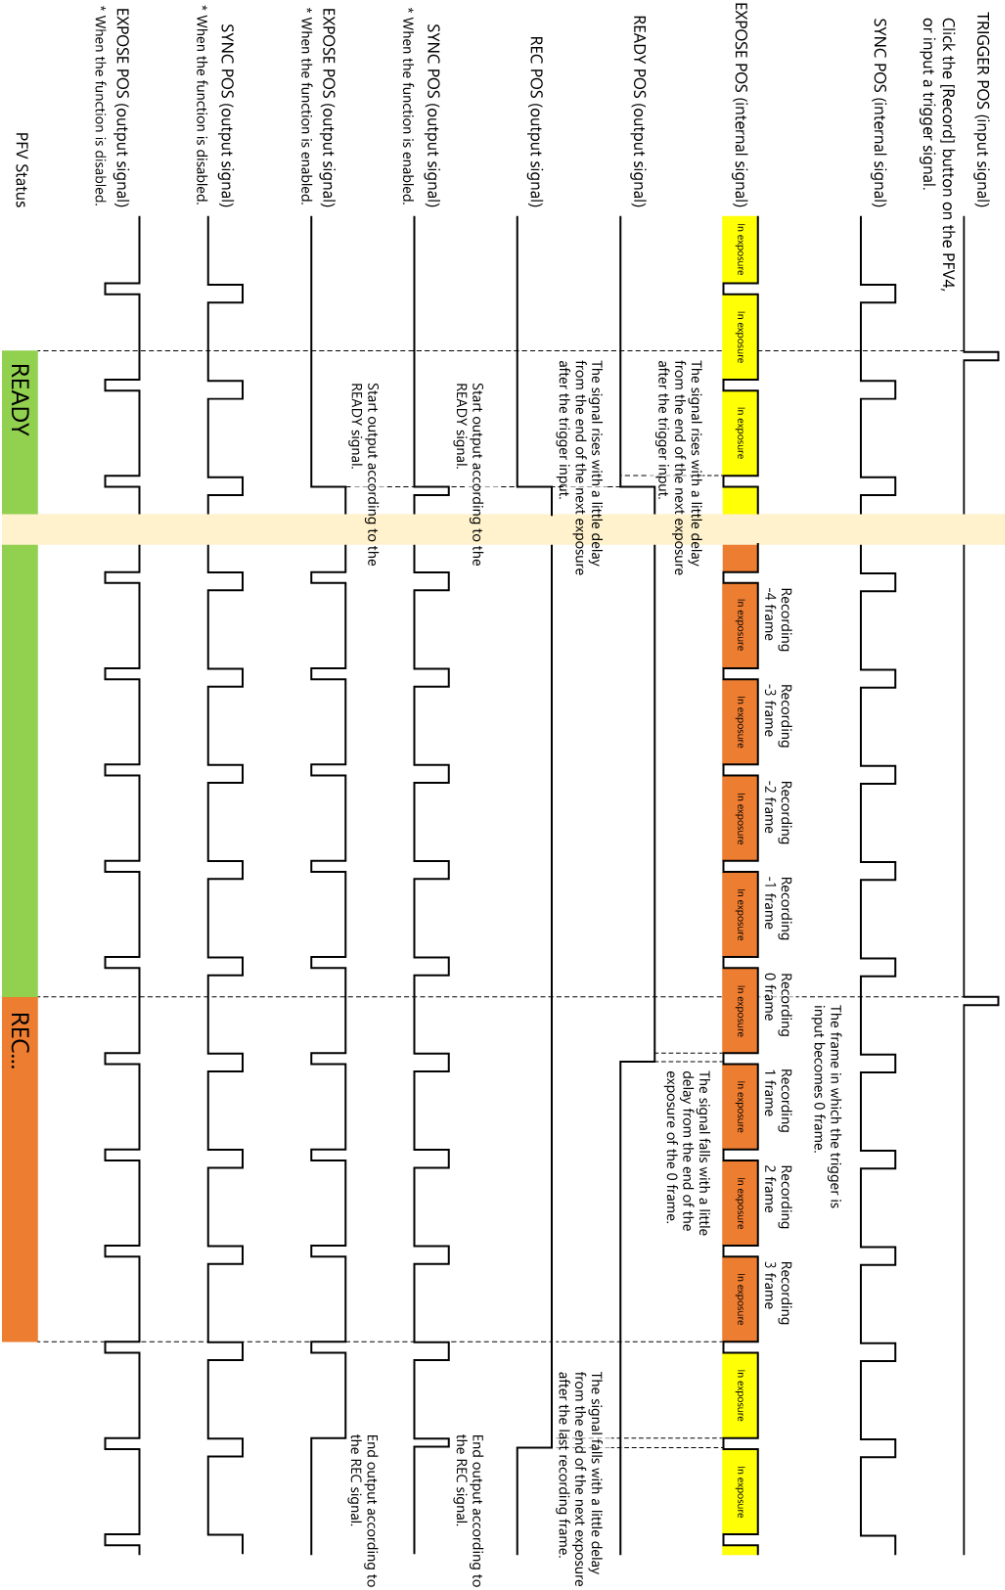 TRIGGER POS (input signal)
Click the [Record] button on the PFV4,
or input a trigger signal.
SYNC POS (internal signal)
The frame in which the trigger is
input becomes 0 frame.
Recording
-4 frame
Recording
-3 frame
Recording
-2 frame
Recording
-1 frame
Recording
0 frame
Recording
1 frame
Recording
2 frame
Recording
3 frame
EXPOSE POS (internal signal)
In exposure
In exposure
In exposure
In exposure
In exposure
In exposure
In exposure
In exposure
In exposure
In exposure
In exposure
In exposure
In exposure
READY POS (output signal)
The signal rises with a little delay
from the end of the next exposure
after the trigger input.
The signal falls with a little
delay from the end of the
exposure of the 0 frame.
REC POS (output signal)
The signal rises with a little delay
from the end of the next exposure
after the trigger input.
The signal falls with a little delay
from the end of the next exposure
after the last recording frame.
SYNC POS (output signal)
* When the function is enabled.
Start output according to the
READY signal.
End output according to
the REC signal.
EXPOSE POS (output signal)
* When the function is enabled.
Start output according to the
READY signal.
End output according to
the REC signal.
SYNC POS (output signal)
* When the function is disabled.
EXPOSE POS (output signal)
* When the function is disabled.
PFV Status
READY
REC...